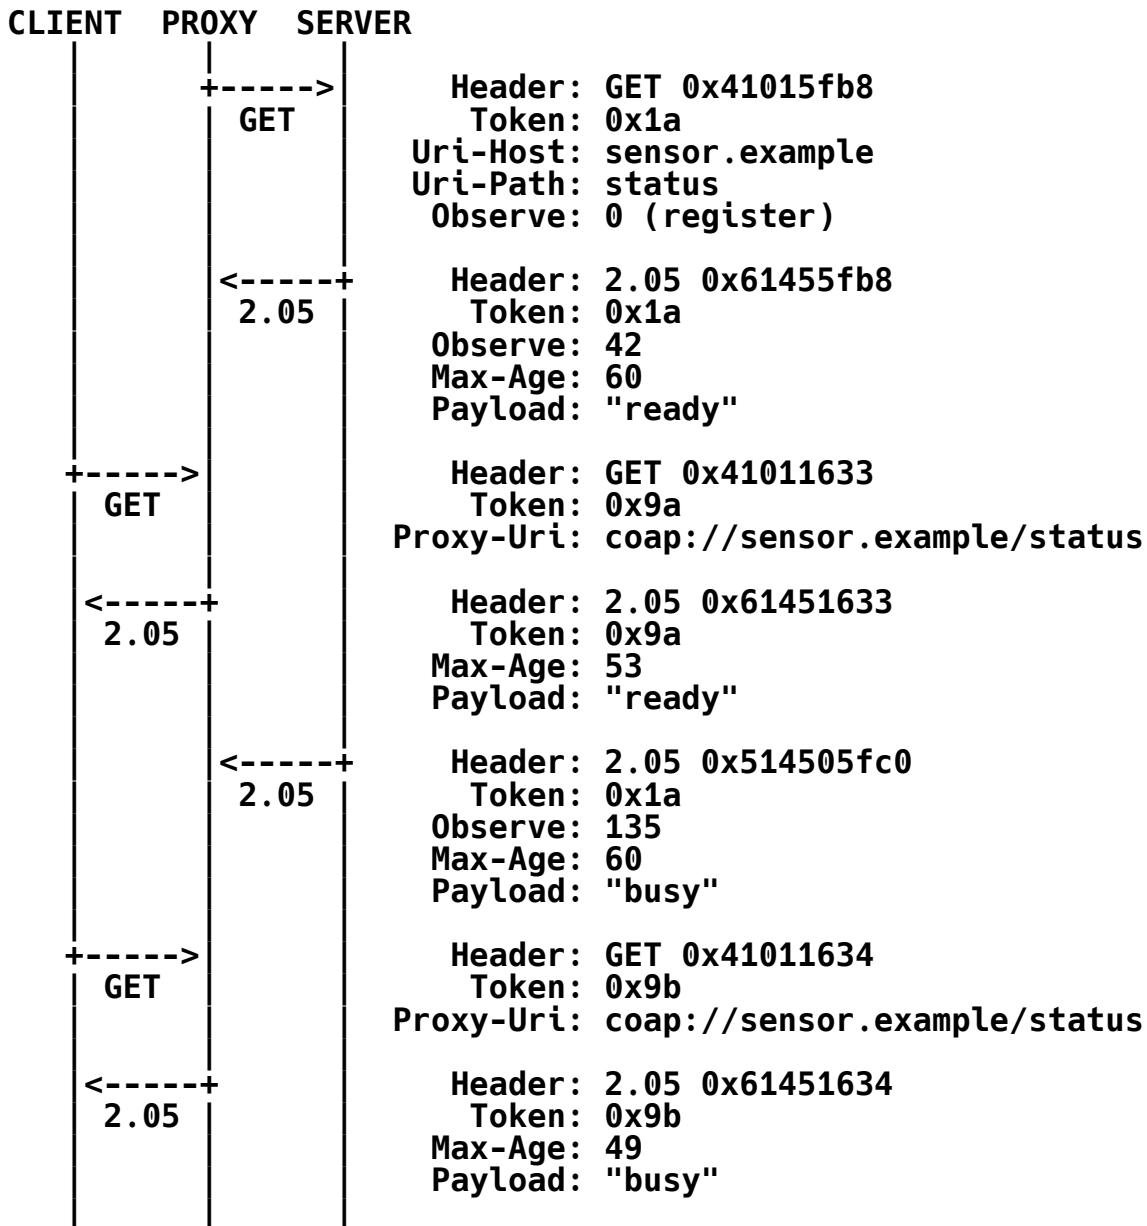 CLIENT PROXY SERVER
Header: GET 0x41015fb8
GET Token: 0x1a
Uri-Host: sensor.example
Uri-Path: status
Observe: 0 (register)
Header: 2.05 0x61455fb8
2.05 Token: 0x1a
Observe: 42
Max-Age: 60
Payload: "ready"
Header: GET 0x41011633
GET Token: 0x9a
Proxy-Uri: coap://sensor.example/status
Header: 2.05 0x61451633
2.05 Token: 0x9a
Max-Age: 53
Payload: "ready"
Header: 2.05 0x514505fc0
2.05 Token: 0x1a
Observe: 135
Max-Age: 60
Payload: "busy"
Header: GET 0x41011634
GET Token: 0x9b
Proxy-Uri: coap://sensor.example/status
Header: 2.05 0x61451634
2.05 Token: 0x9b
Max-Age: 49
Payload: "busy"